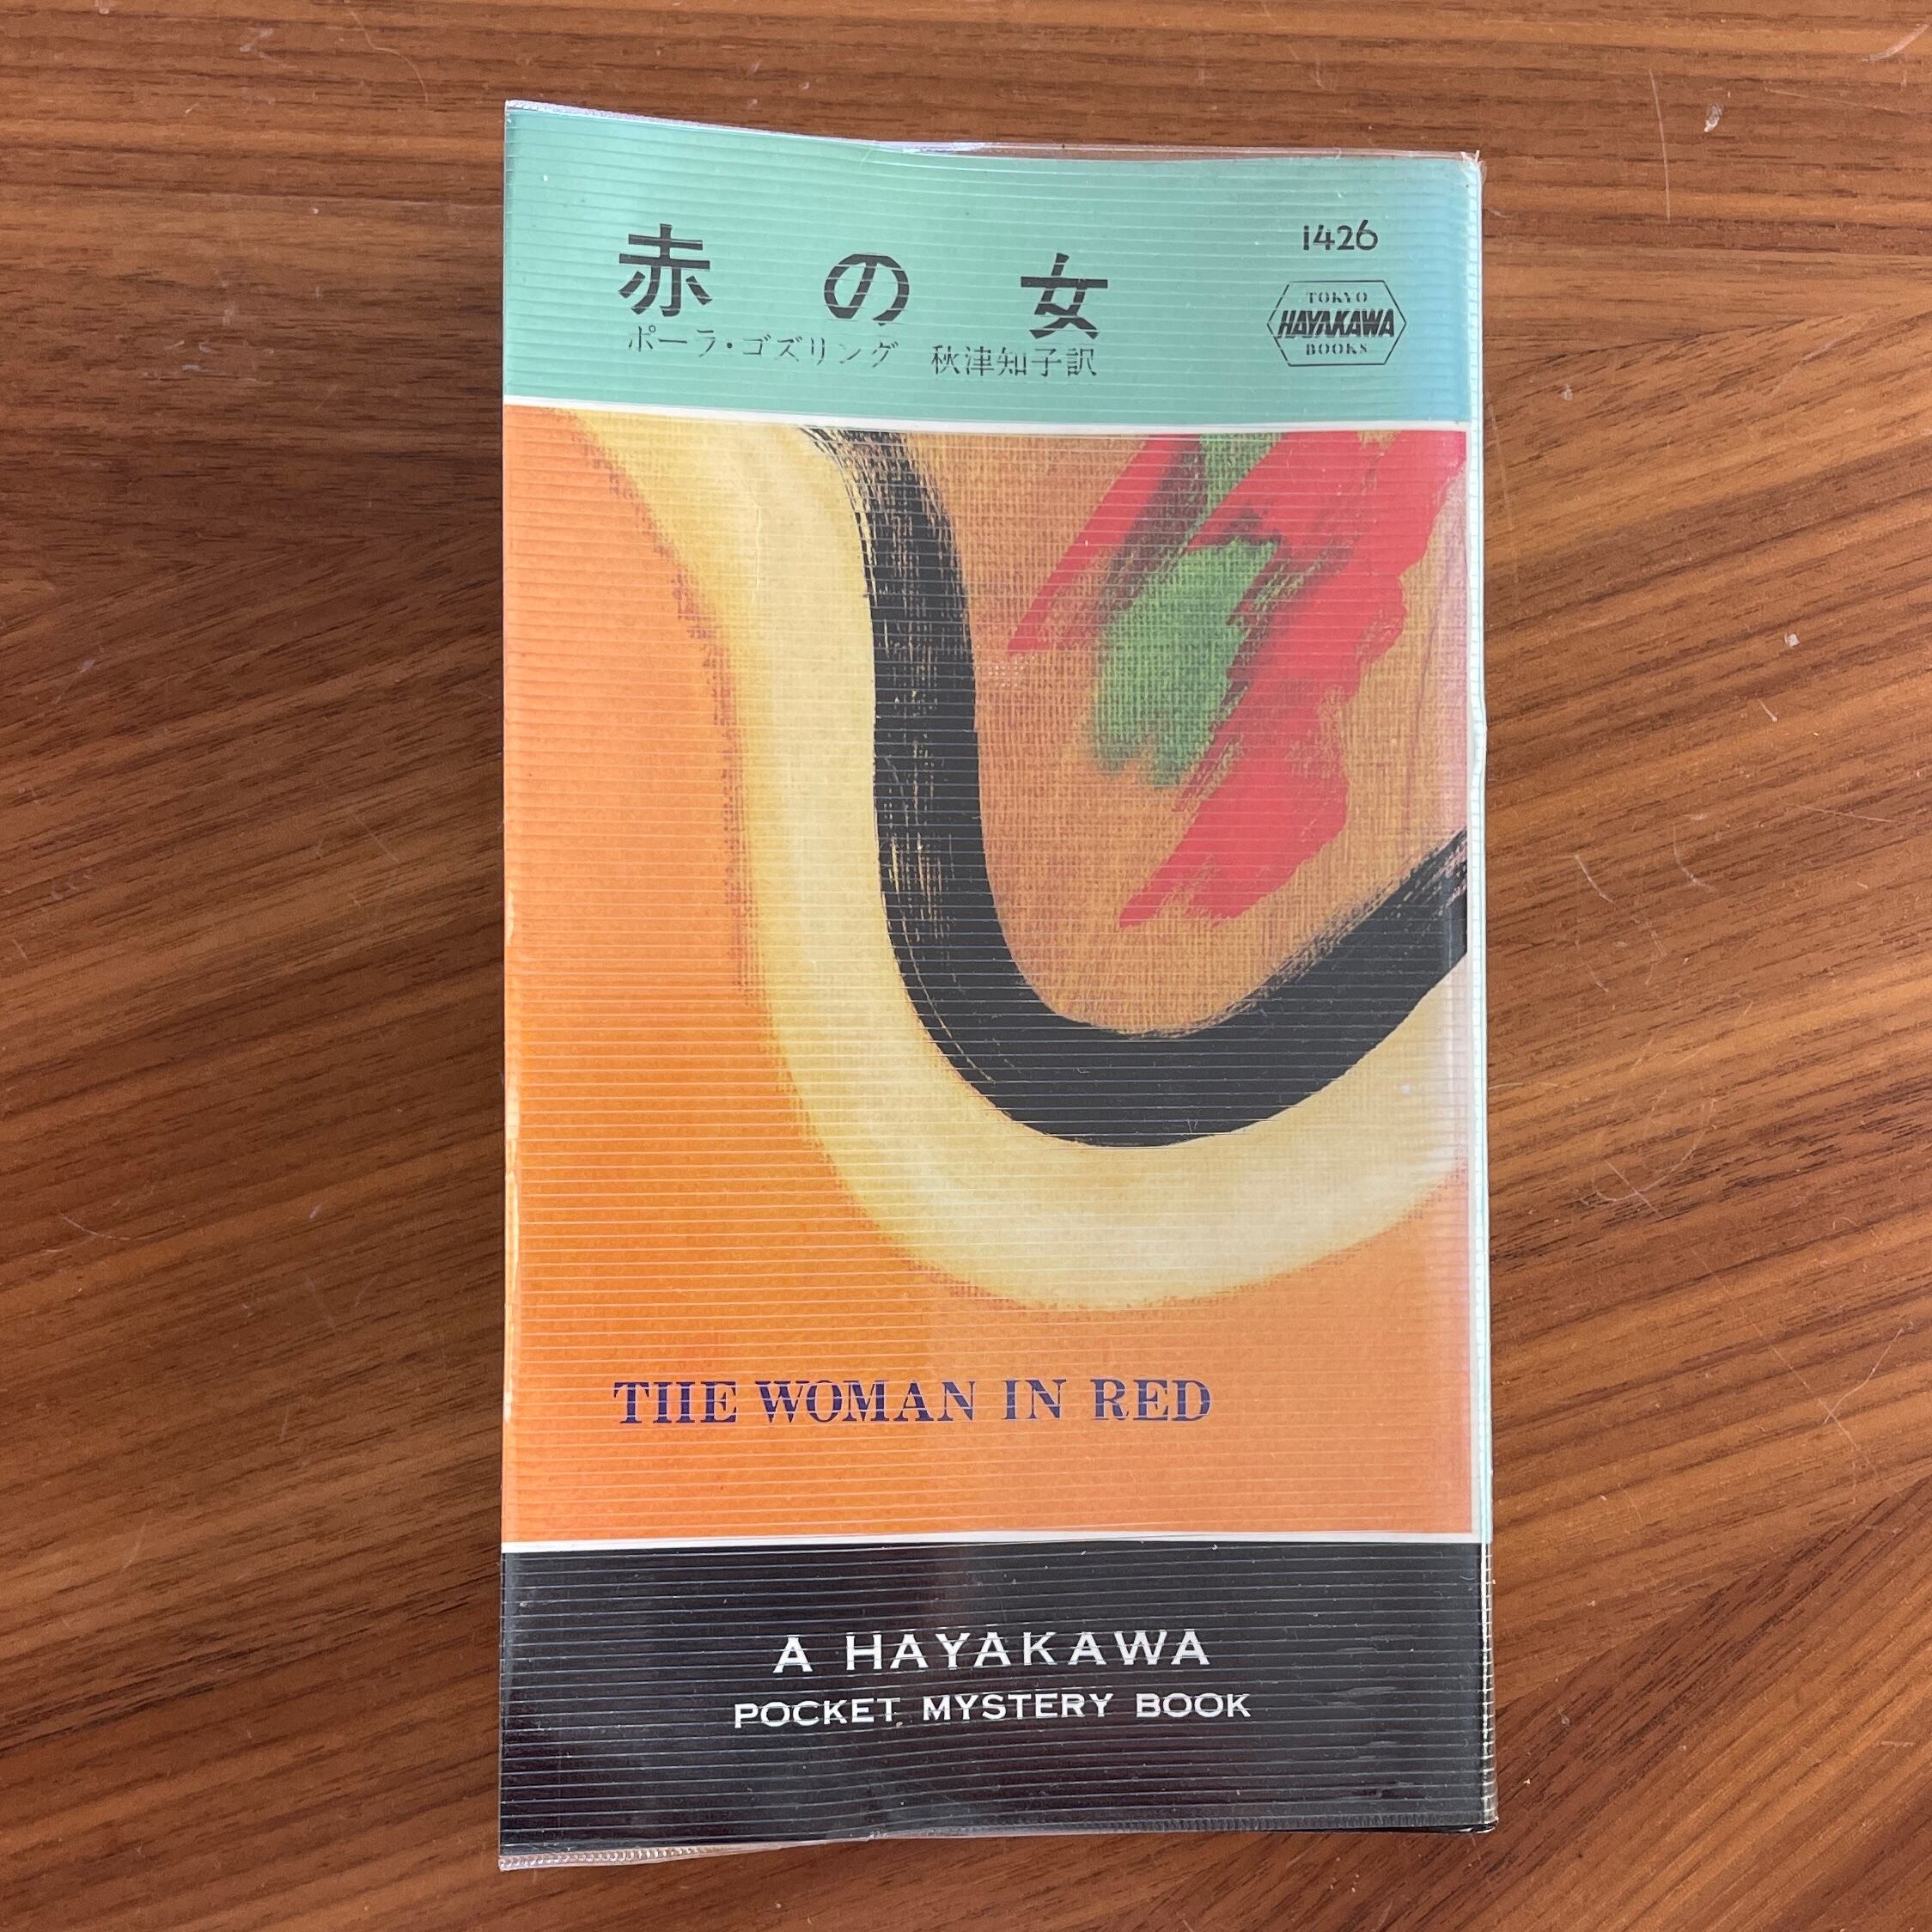 赤の女
1426
ポーラ・ゴズリング 秋津知子訳
TOKYO
HAYAKAWA
BOOKS
THE WOMAN IN RED
A HAYAKAWA
POCKET MYSTERY BOOK